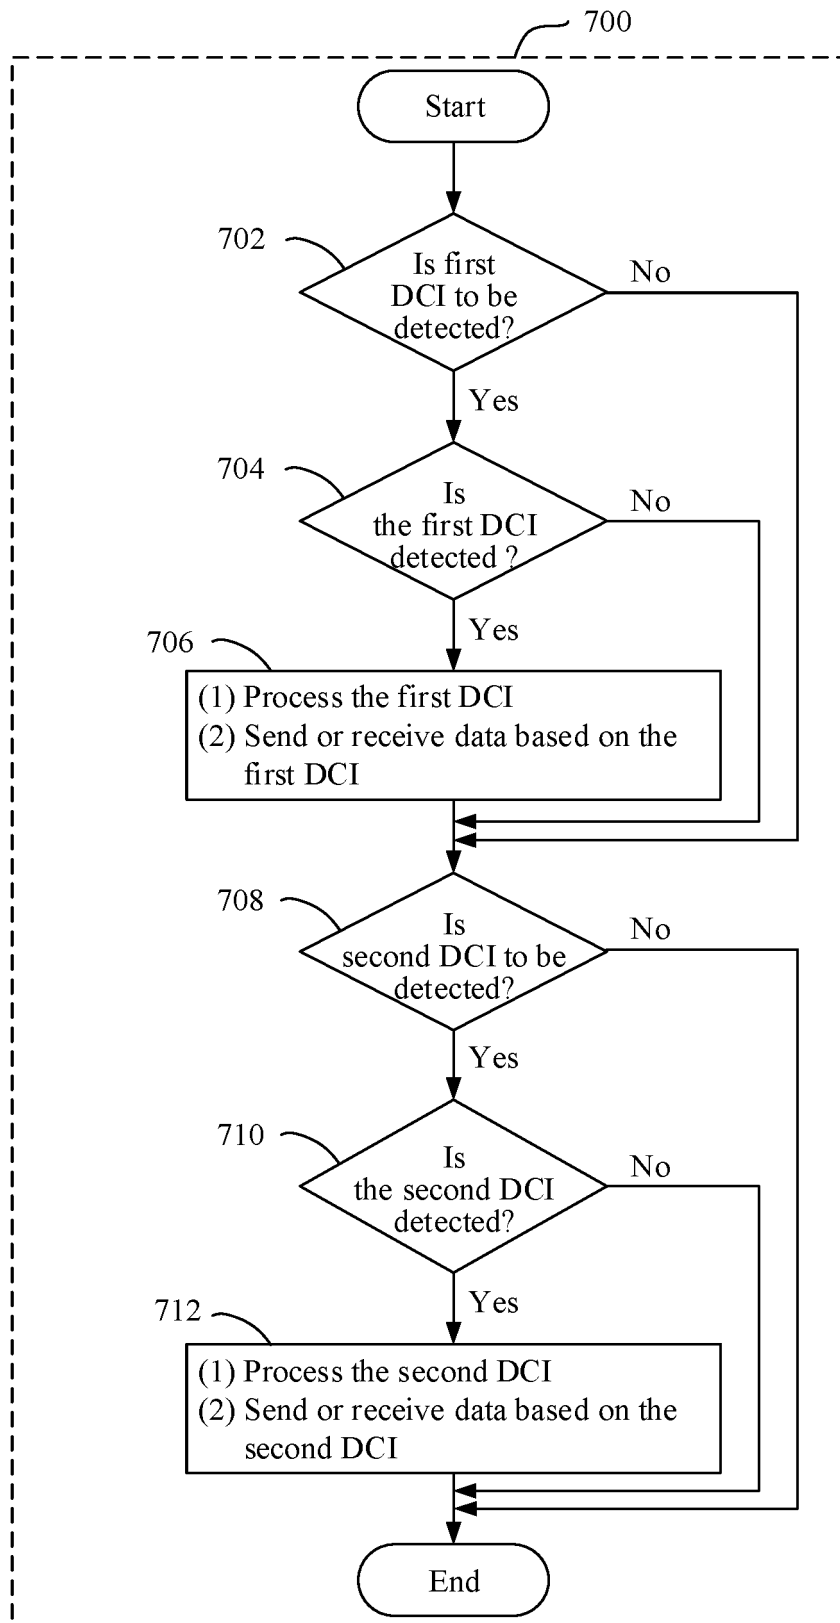 700
Start
702
Is first
DCI to be
detected?
No
Yes
704
Is
the first DCI
detected ?
No
Yes
706
(1) Process the first DCI
(2) Send or receive data based on the
first DCI
708
Is
second DCI to be
detected?
No
Yes
710
Is
the second DCI
detected?
No
Yes
712
(1) Process the second DCI
(2) Send or receive data based on the
second DCI
End